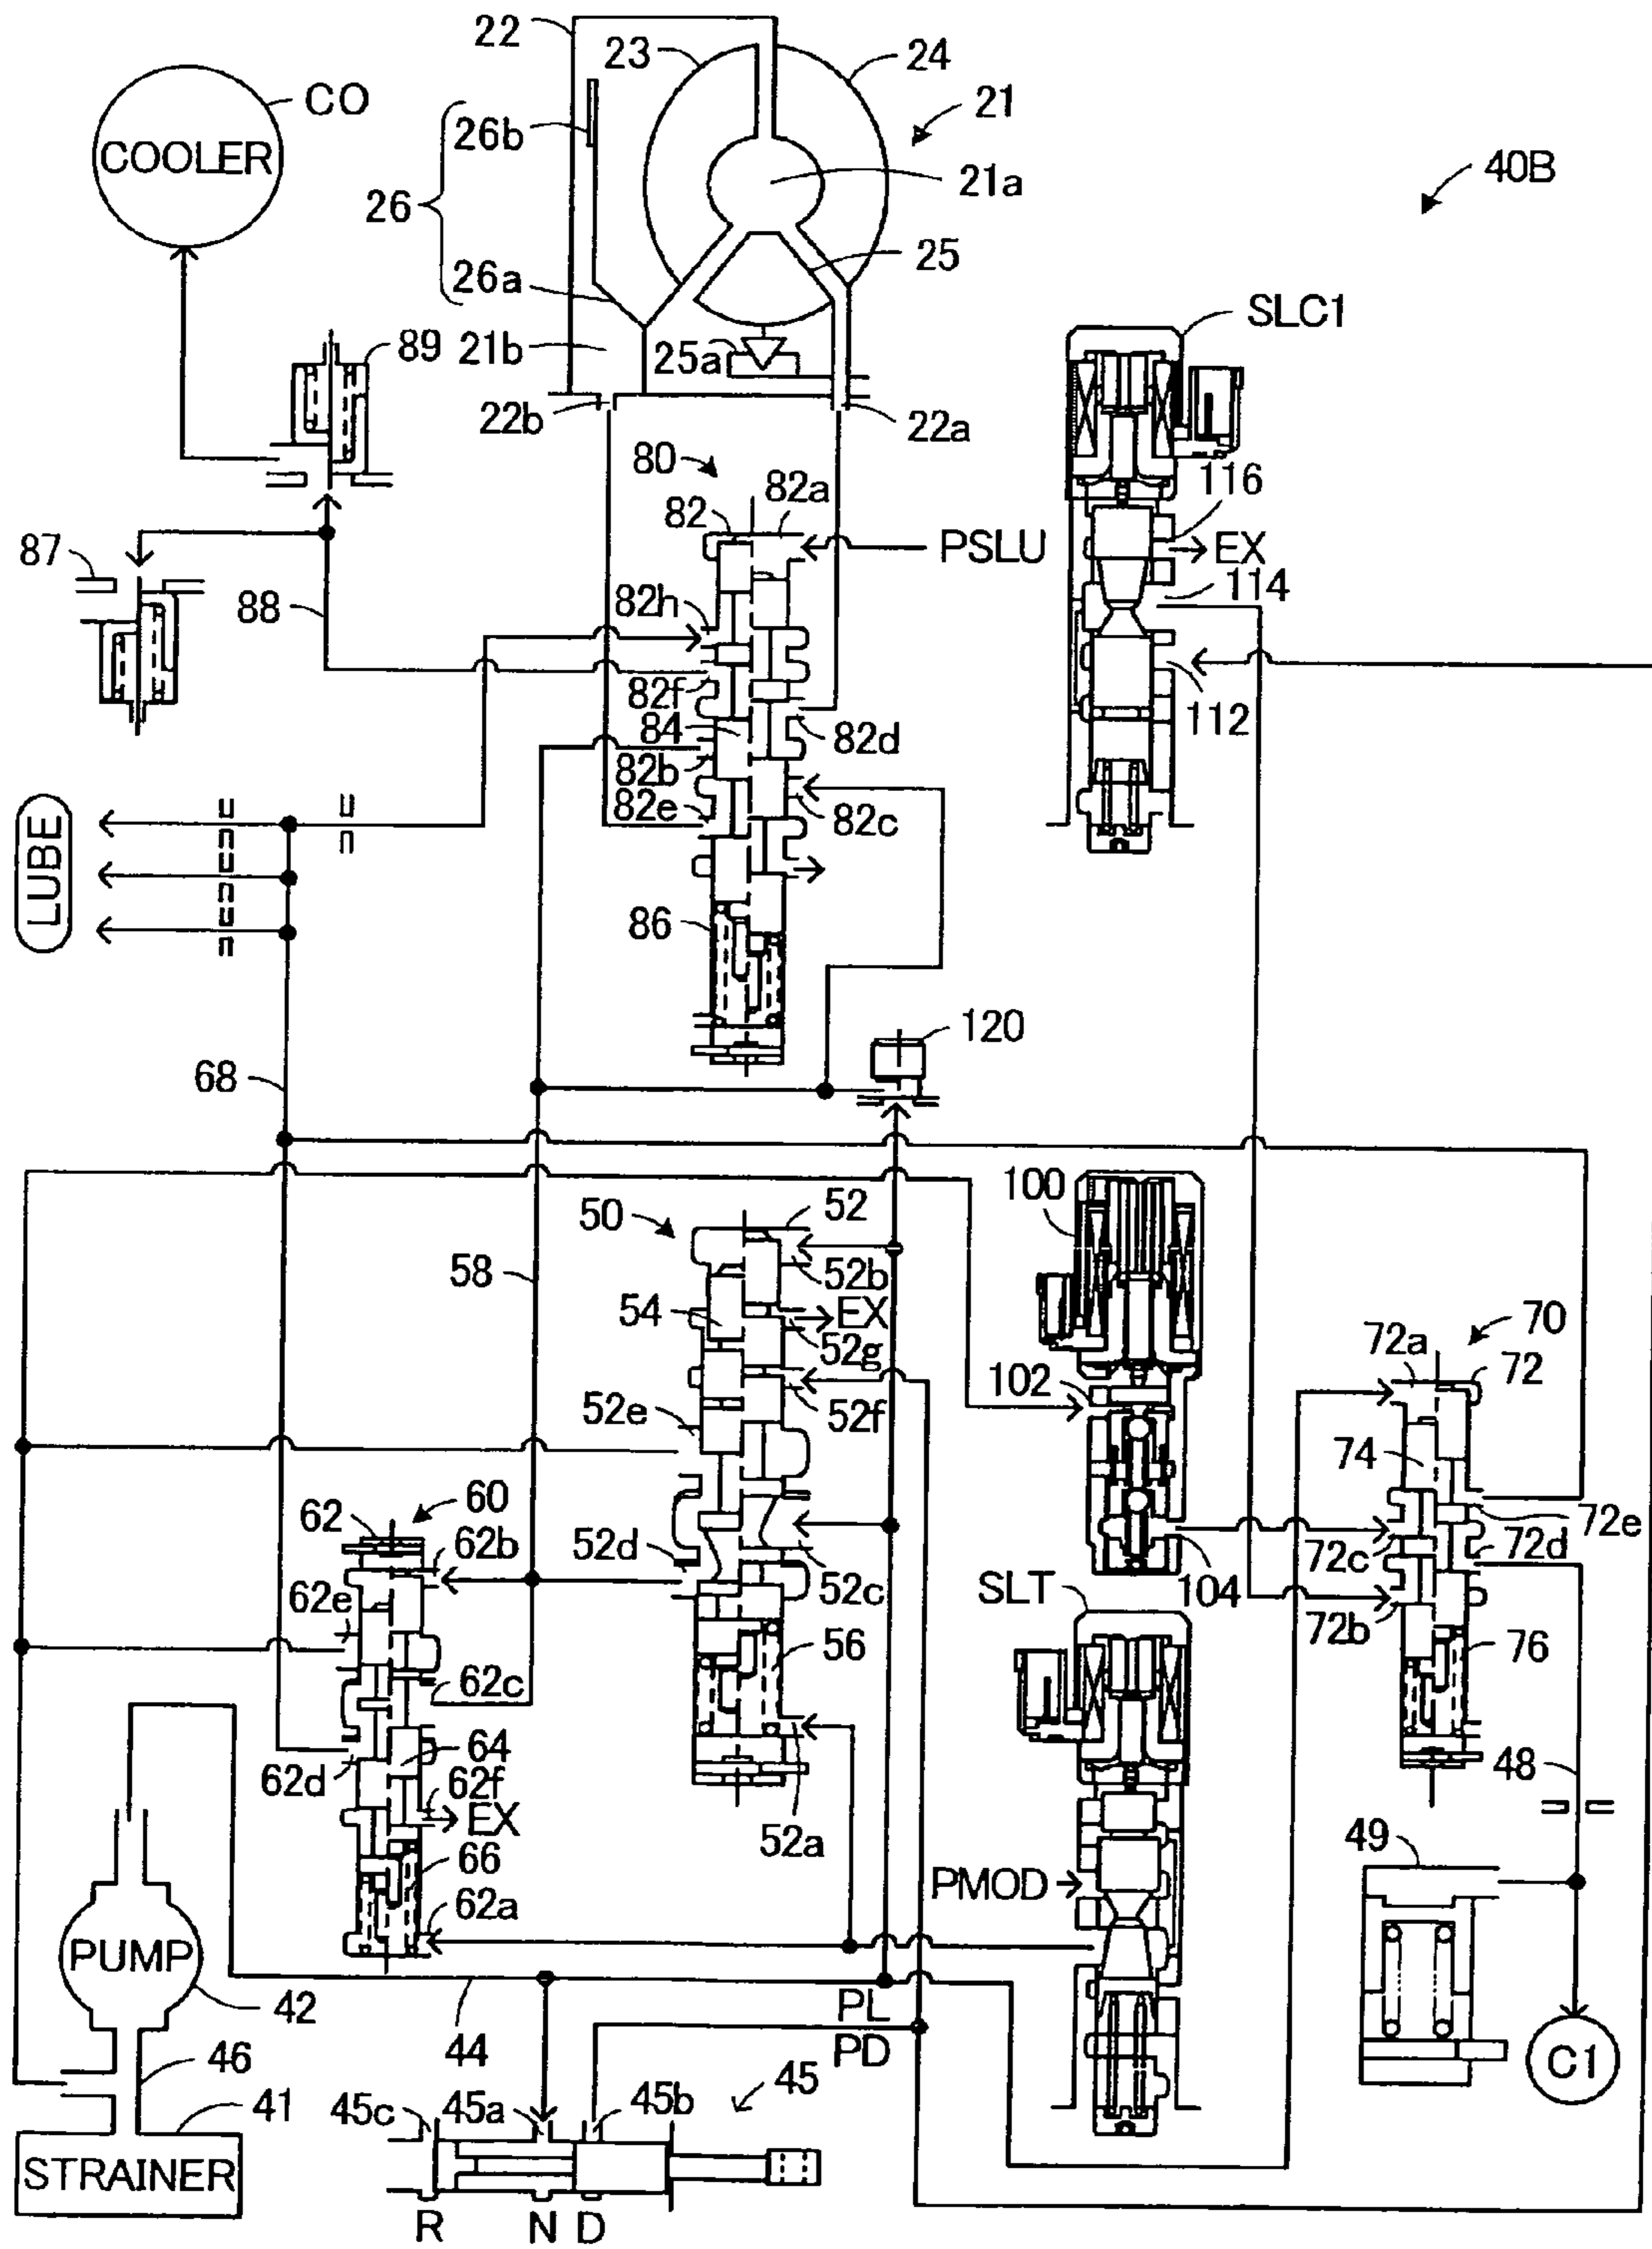 22
23
24
CO
COOLER
26b
21
26
21a
40B
26a
25
SLC1
89
21b
25a
22b
22a
80
82a
116
87
82
PSLU
EX
88
82h
114
82f
84
82d
112
82b
82e
82c
LUBE
86
120
68
100
50
52
58
52b
54
EX
70
52g
72a
72
102
52e
52f
74
60
62
62b
72e
52d
72c
72d
52c
104
SLT
62e
72b
56
76
62c
64
62d
62f
48
EX
52a
49
66
PMOD
62a
PUMP
42
PL
44
PD
C1
46
45
41
45c
45a
45b
STRAINER
R N D